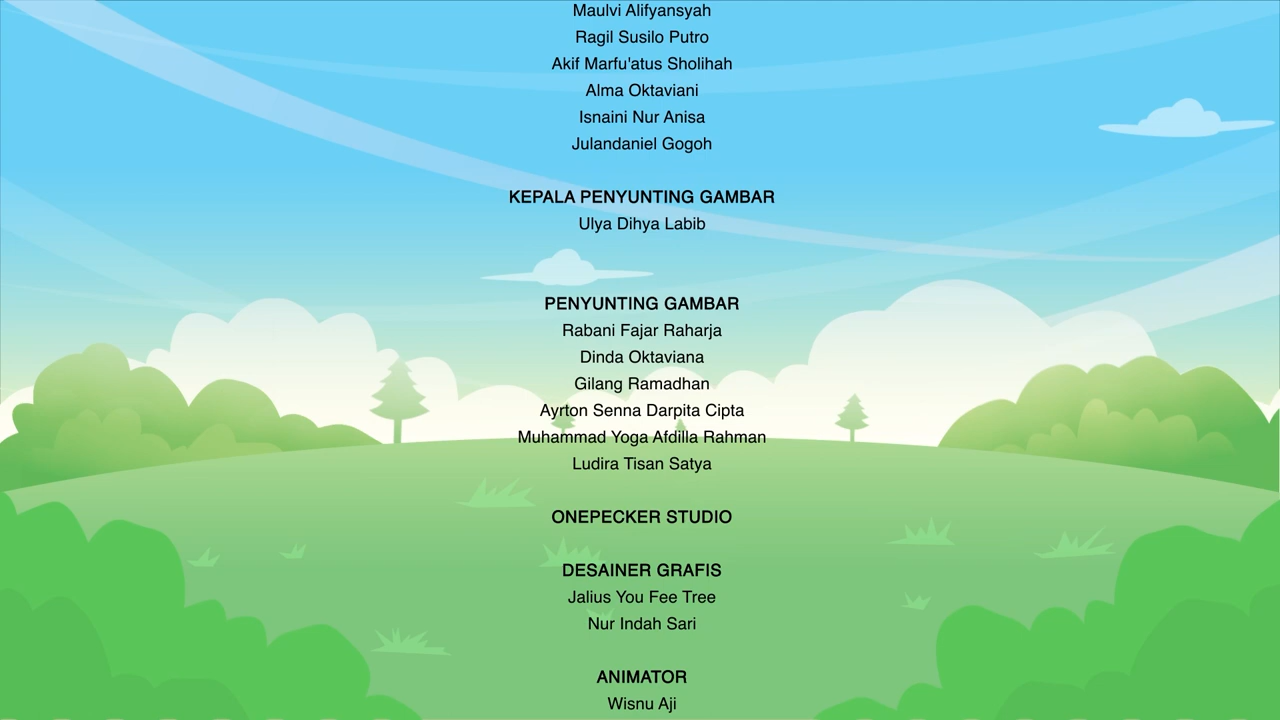 Maulvi Alifyansyah
Ragil Susilo Putro
Akif Marfu'atus Sholihah
Alma Oktaviani
Isnaini Nur Anisa
Julandaniel Gogoh
KEPALA PENYUNTING GAMBAR
Ulya Dihya Labib
PENYUNTING GAMBAR
Rabani Fajar Raharja
Dinda Oktaviana
Gilang Ramadhan
Ayrton Senna Darpita Cipta
Muhammad Yoga Afdilla Rahman
Ludira Tisan Satya
ONEPECKER STUDIO
DESAINER GRAFIS
Jalius You Fee Tree
Nur Indah Sari
ANIMATOR
Wisnu Aji